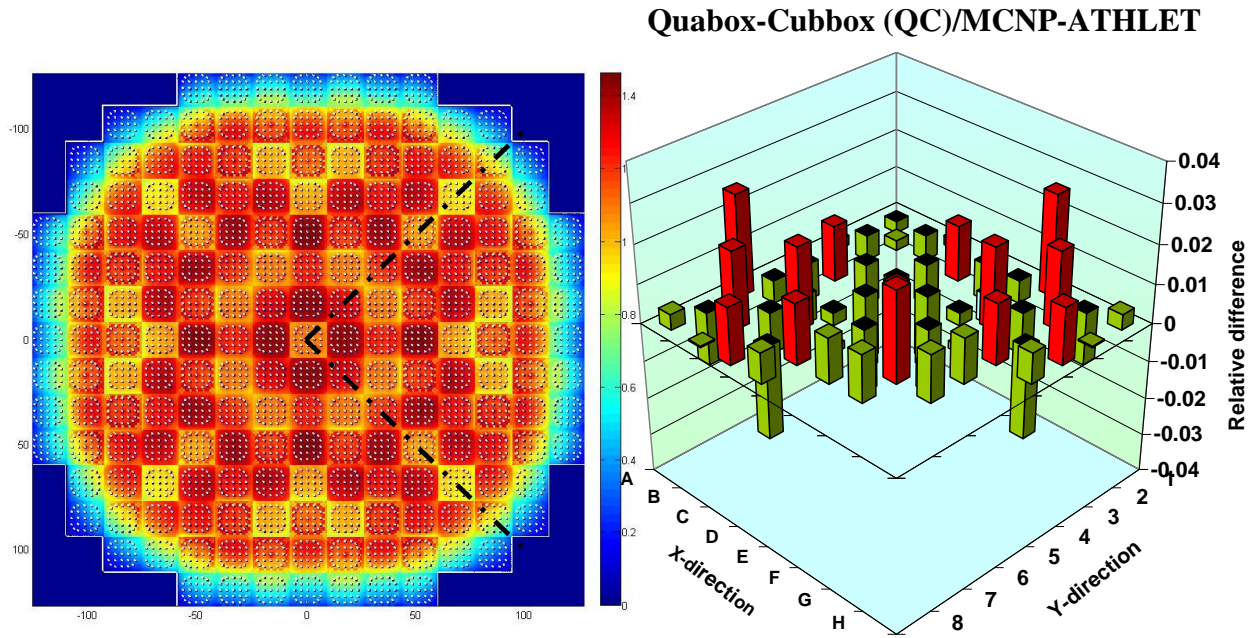 Quabox-Cubbox (QC)/MCNP-ATHLET
-100
-50
0
50
100
-100
-50
0
50
100
1.4
1.2
1
0.8
0.6
0.4
0.2
0
0.04
0.03
0.02
0.01
0
-0.01
-0.02
-0.03
-0.04
Relative difference
A
B
C
D
E
F
G
H
X-direction
1
2
3
4
5
6
7
8
Y-direction